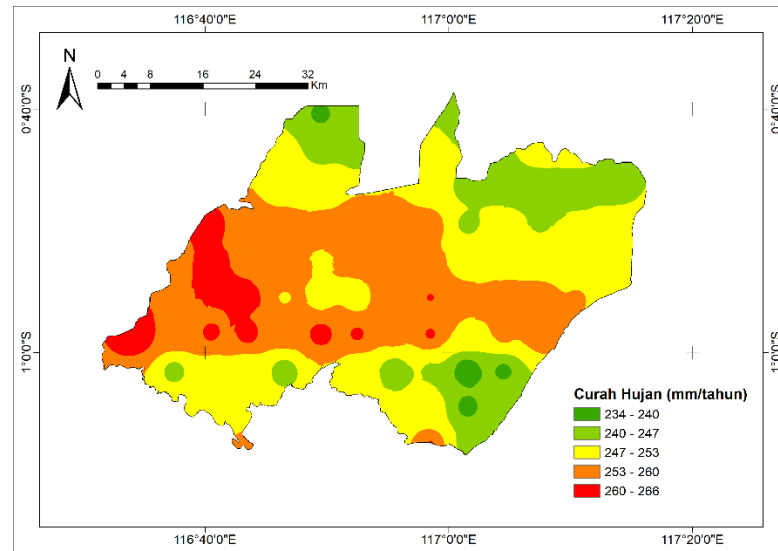 116°40'0"E 117°0'0"E 117°20'0"E
N
0 4 8 16 24 32
Km
0°40'0"S 0°40'0"S
1°0'0"S 1°0'0"S
Curah Hujan (mm/tahun)
234 - 240
240 - 247
247 - 253
253 - 260
260 - 266
116°40'0"E 117°0'0"E 117°20'0"E